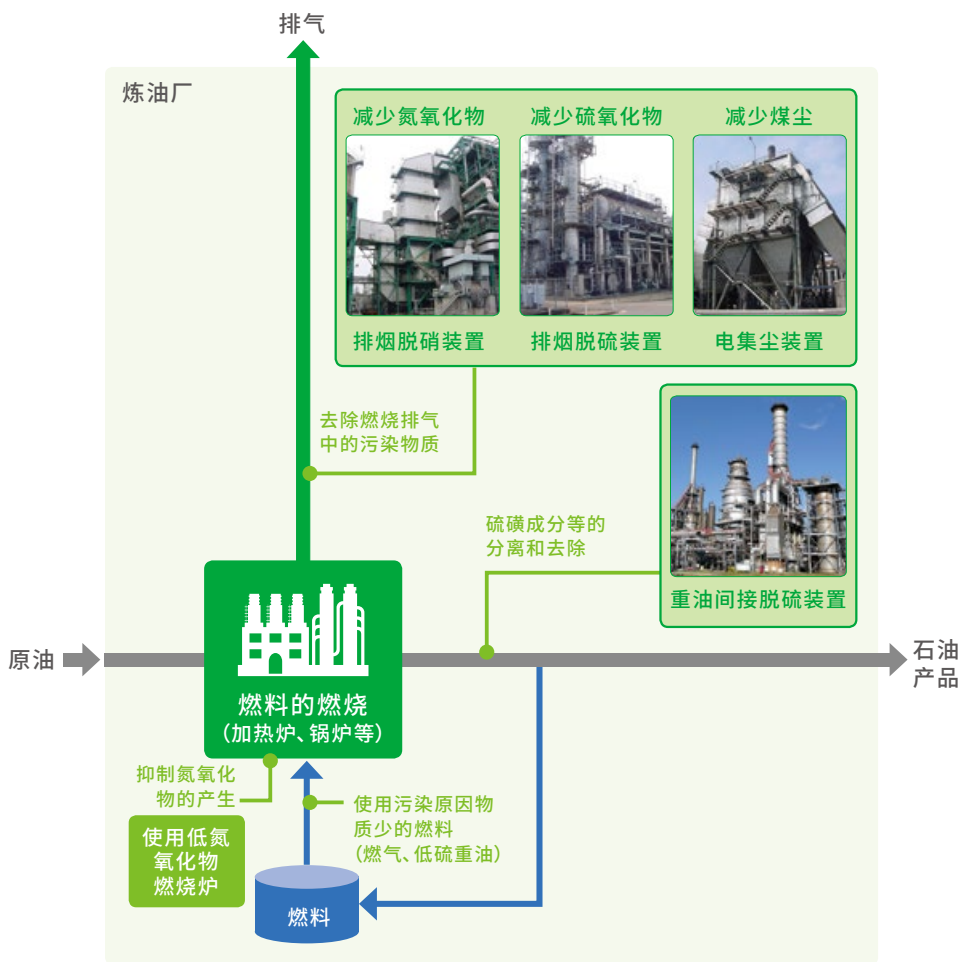 排气
炼油厂
减少氮氧化物
减少硫氧化物
减少煤尘
排烟脱硝装置
排烟脱硫装置
电集尘装置
去除燃烧排气
中的污染物质
硫磺成分等的
分离和去除
重油间接脱硫装置
原油
石油
产品
燃料的燃烧
（加热炉、锅炉等）
抑制氮氧化
物的产生
使用低氮
氧化物
燃烧炉
使用污染原因物
质少的燃料
（燃气、低硫重油）
燃料